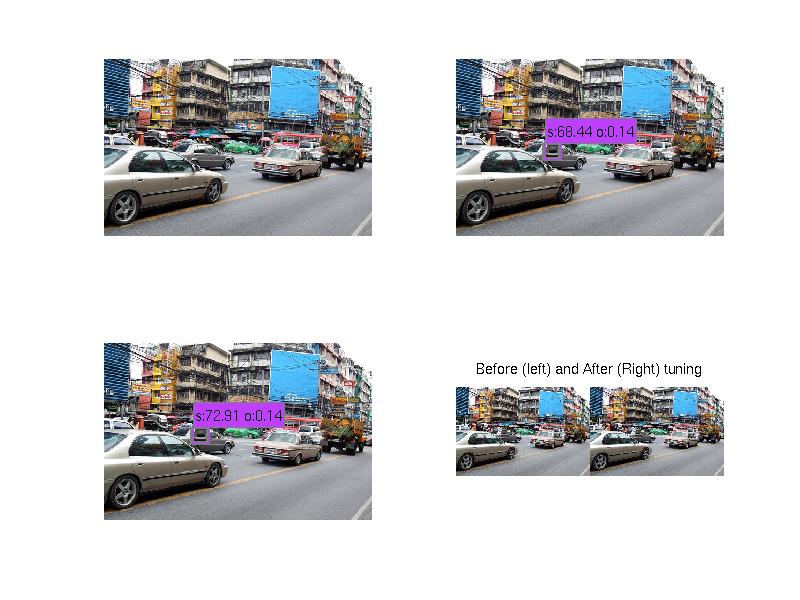 s:68.44 o:0.14
s:72.91 o:0.14
Before (left) and After (Right) tuning